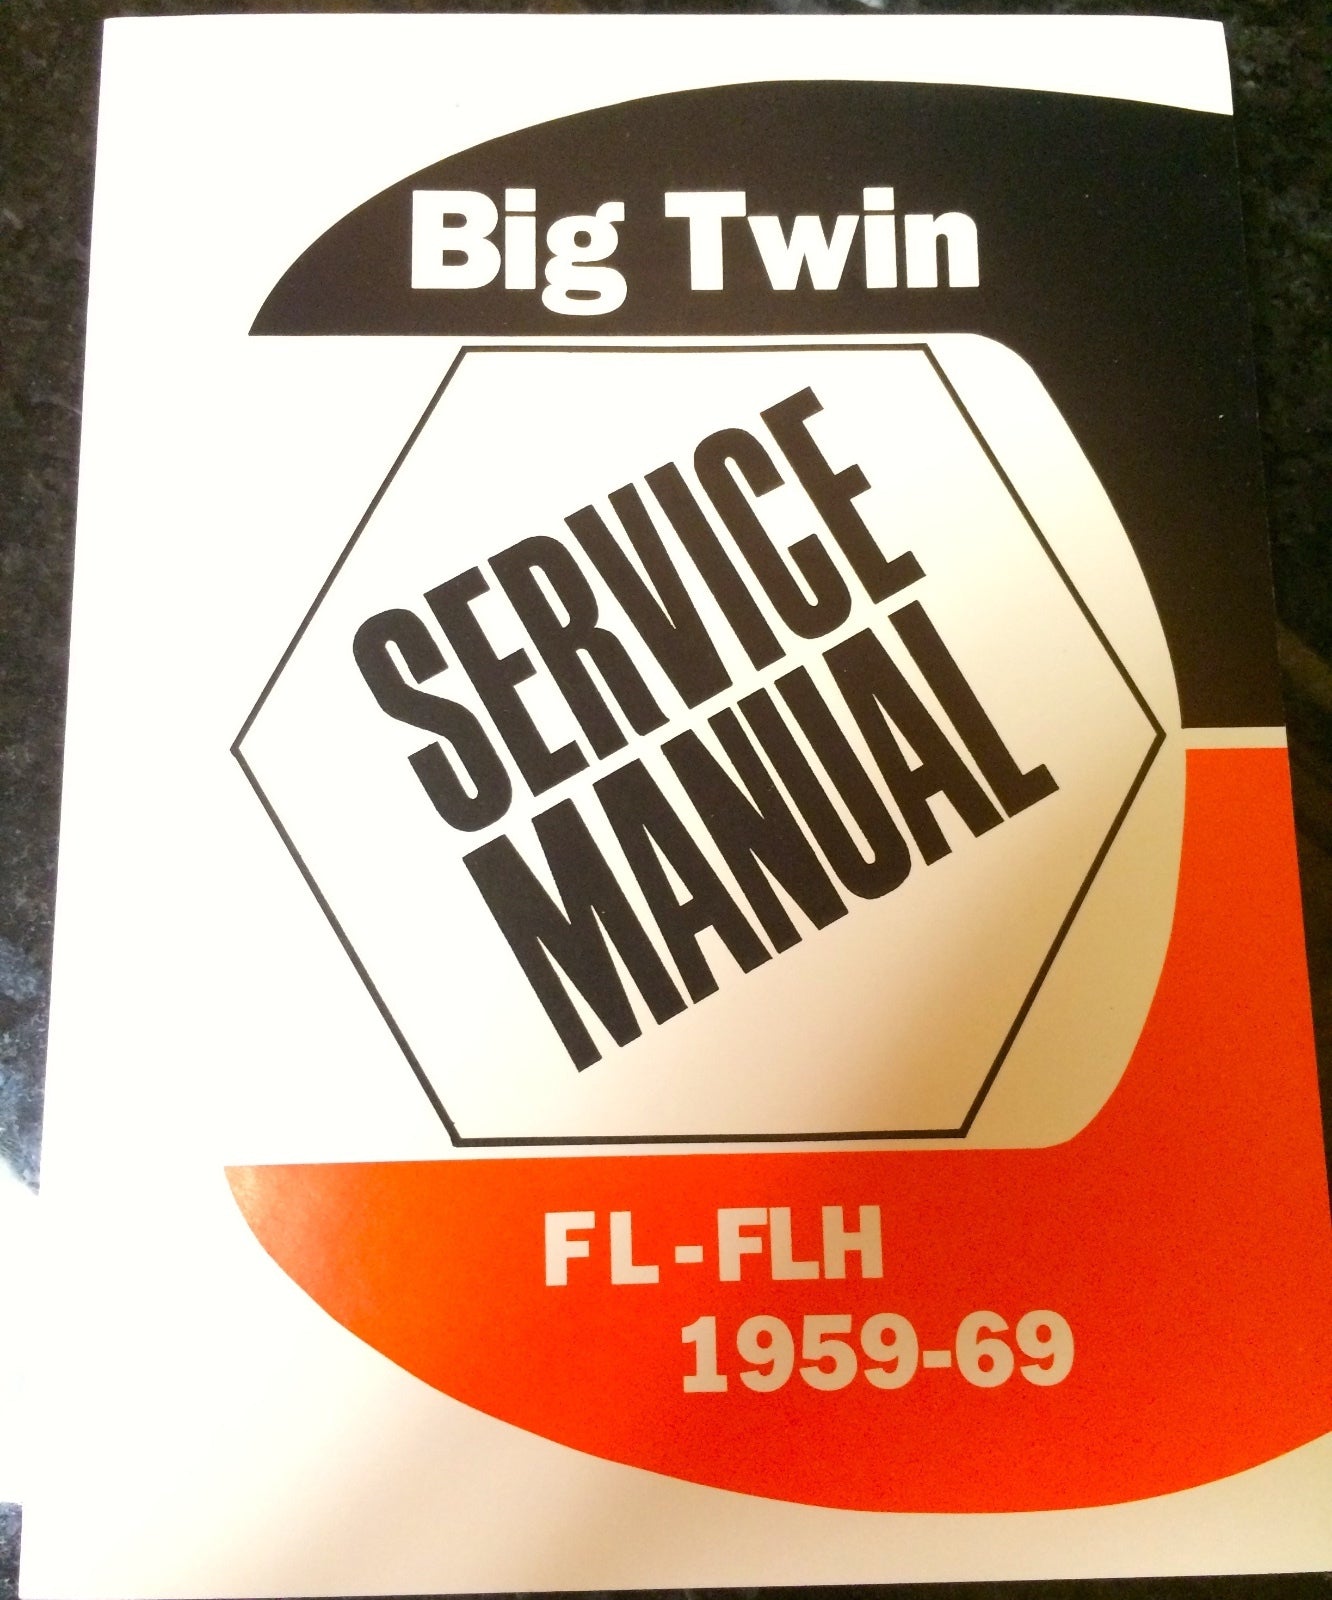 Big Twin
SERVICE
MANUAL
FL-FLH
1959-69